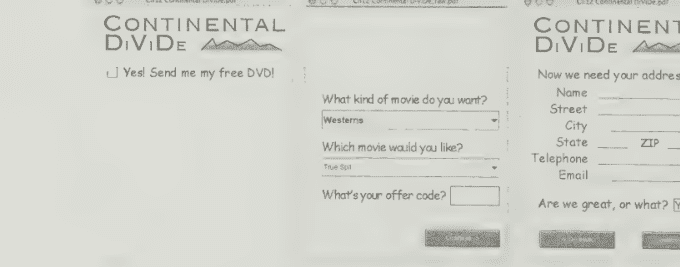 CONTINENTAL
DIVIDE
Yes! Send me my free DVD!
What kind of movie do you want?
Westerns
Which movie would you like?
What's your offer code?
CONTINENT
DIVIDE
Now we need your addres
Name
Street
City
State ZIP
Telephone
Email
Are we great, or what? Y